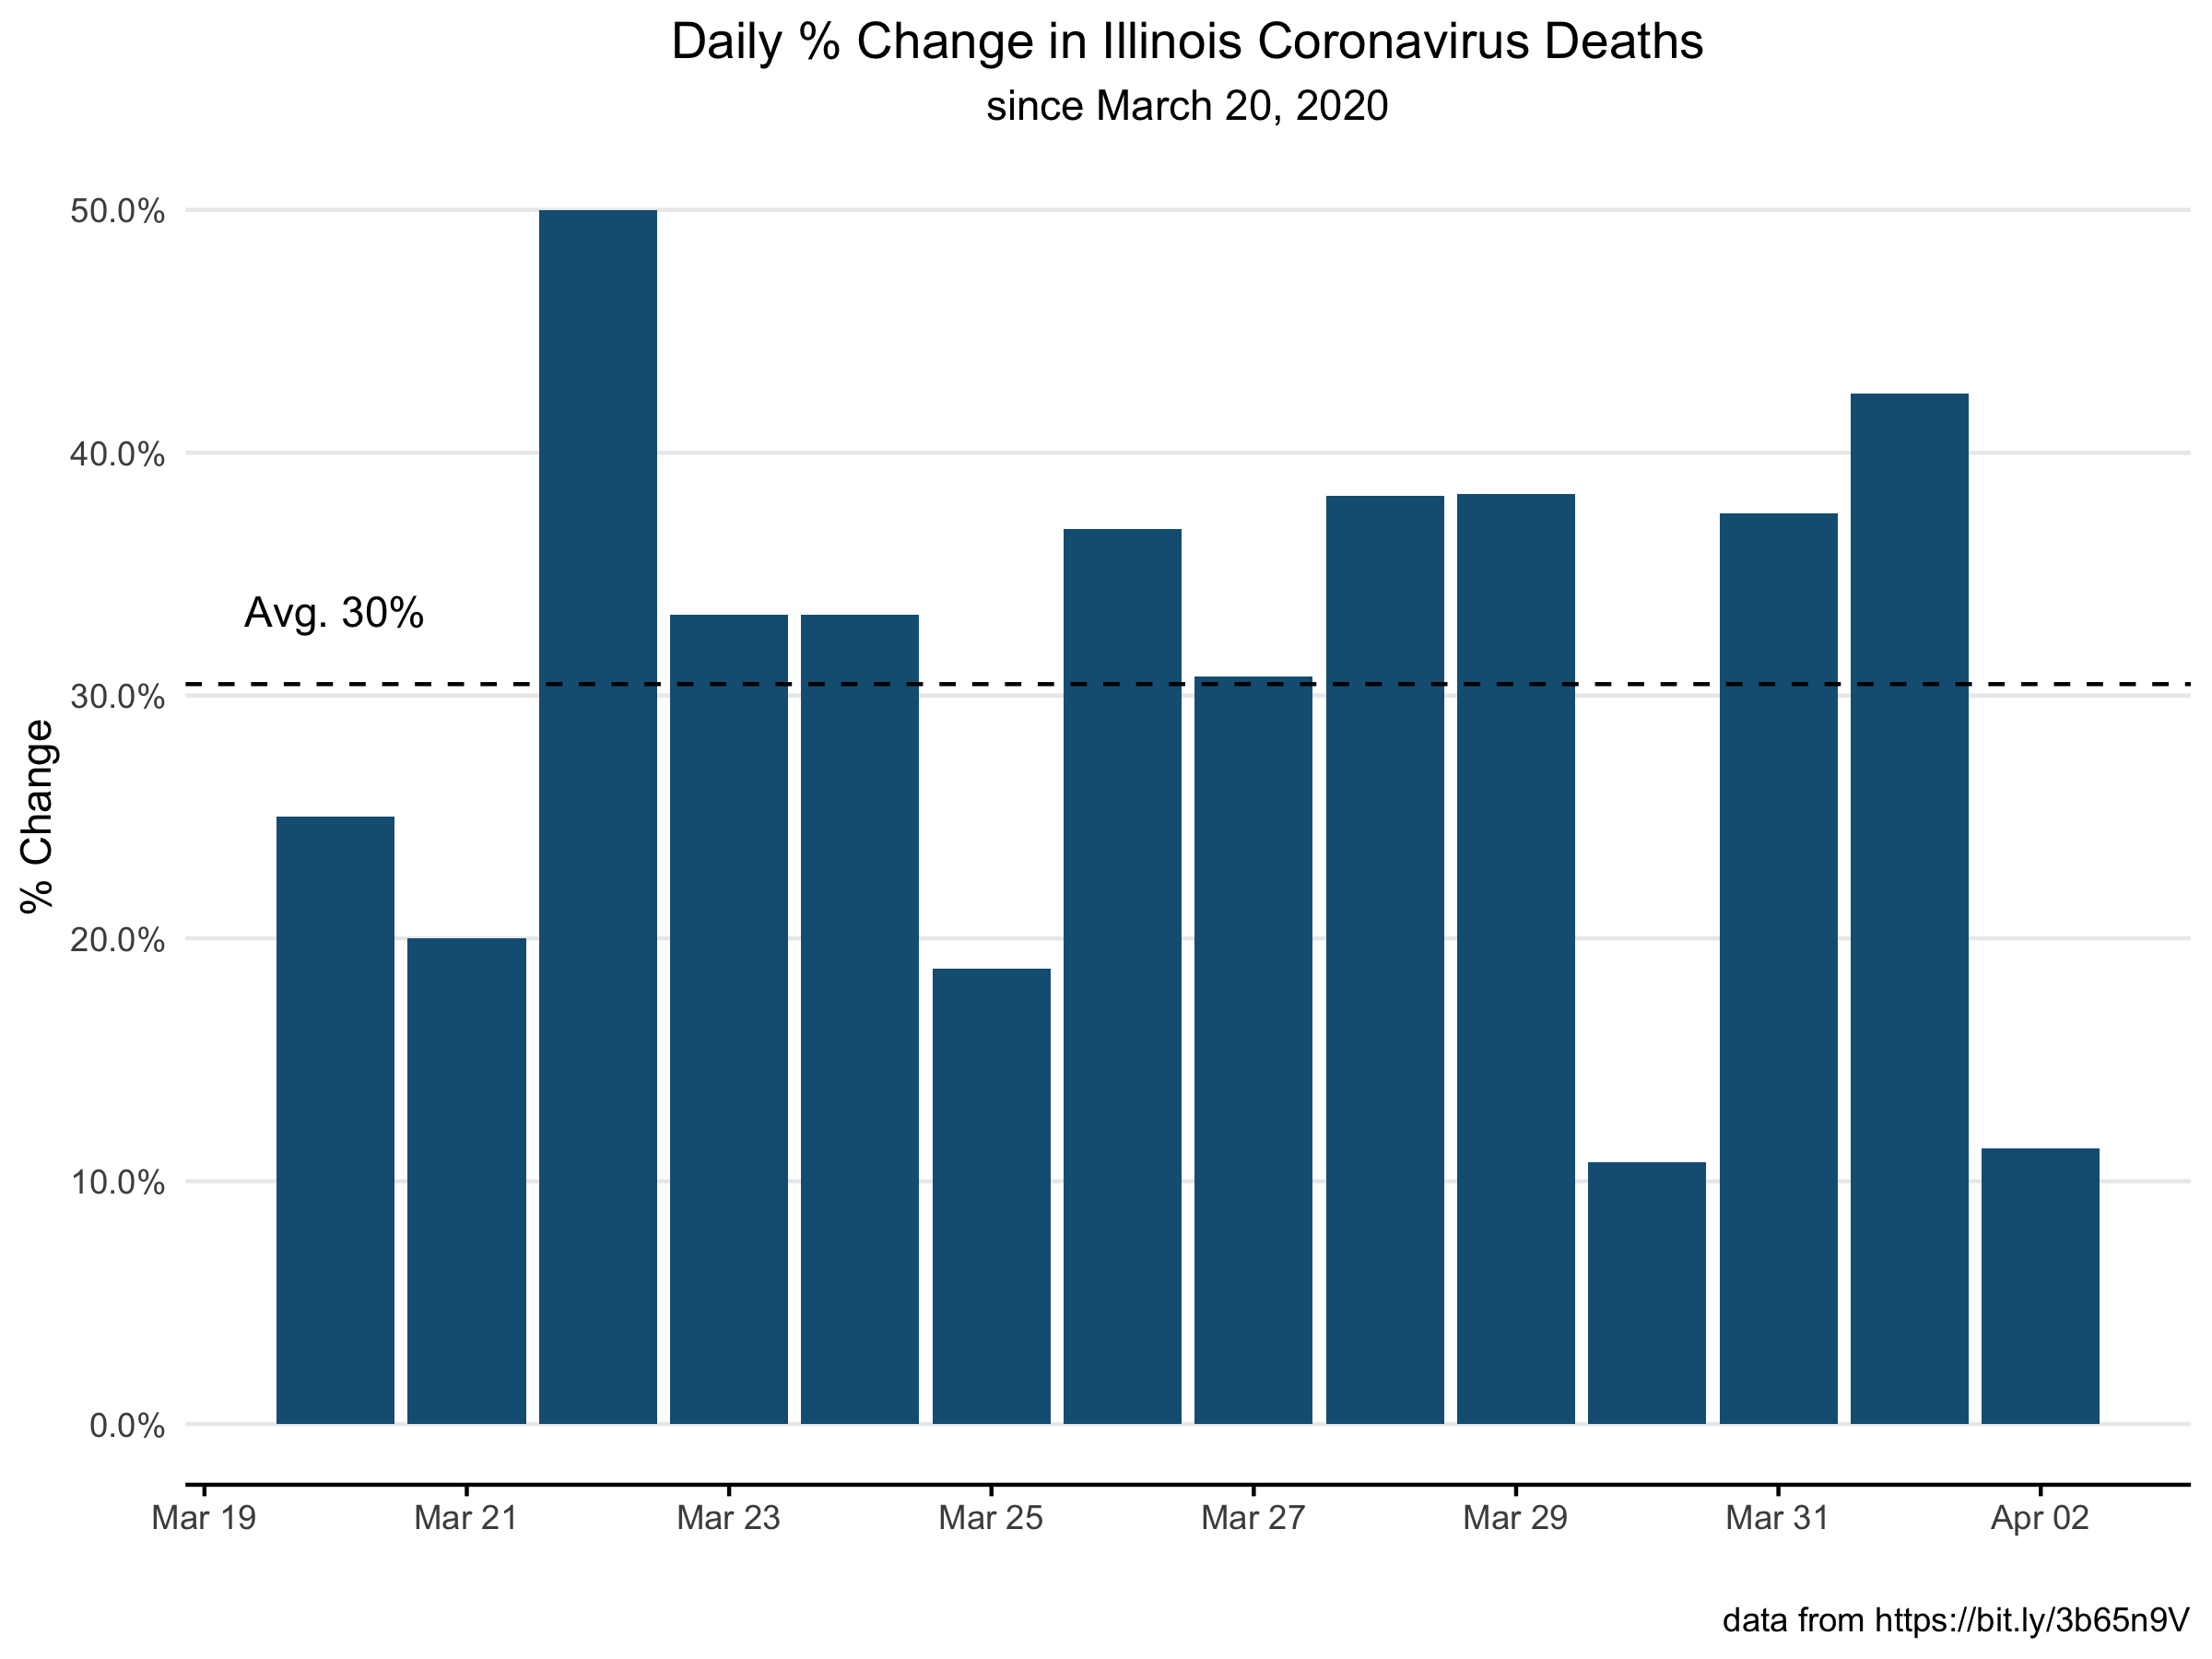 Daily % Change in Illinois Coronavirus Deaths
since March 20, 2020
50.0%
40.0%
Avg. 30%
30.0%
% Change
20.0%
10.0%
0.0%
Mar 19 Mar 21 Mar 23 Mar 25 Mar 27 Mar 29 Mar 31 Apr 02
data from https://bit.ly/3b65n9V